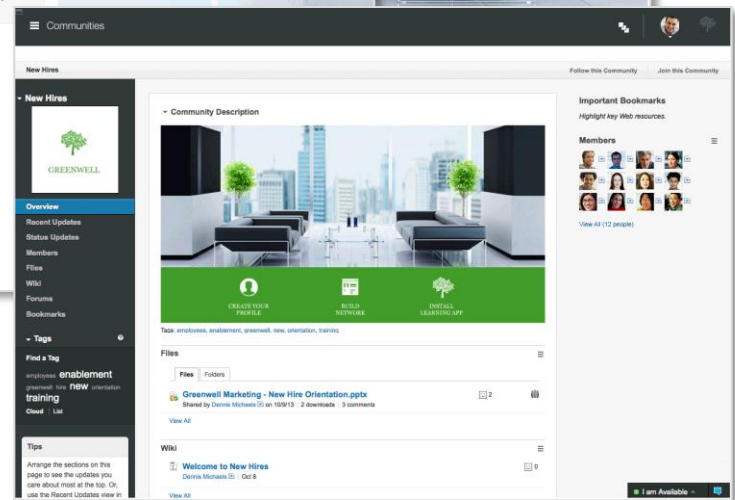 Communities
New Hires
Follow this Community
Join this Community
New Hires
GREENWELL
Overview
Recent Updates
Status Updates
Members
Files
Wiki
Forums
Bookmarks
Tags
Find a Tag
employees enablement
greenwell hire new orientation
training
Cloud | List
Tips
Arrange the sections on this
page to see the updates you
care about most at the top. Or,
use the Recent Updates view in
Community Description
CREATE YOUR
PROFILE
BUILD
NETWORK
INSTALL
LEARNING APP
Tags: employees, enablement, greenwell, new, orientation, training
Files
Files
Folders
Greenwell Marketing - New Hire Orientation.pptx
2
Shared by Dennis Michaels on 10/9/13 | 2 downloads | 3 comments
View All
Wiki
Welcome to New Hires
0
Dennis Michaels | Oct 8
View All
Important Bookmarks
Highlight key Web resources.
Members
View All (12 people)
I am Available